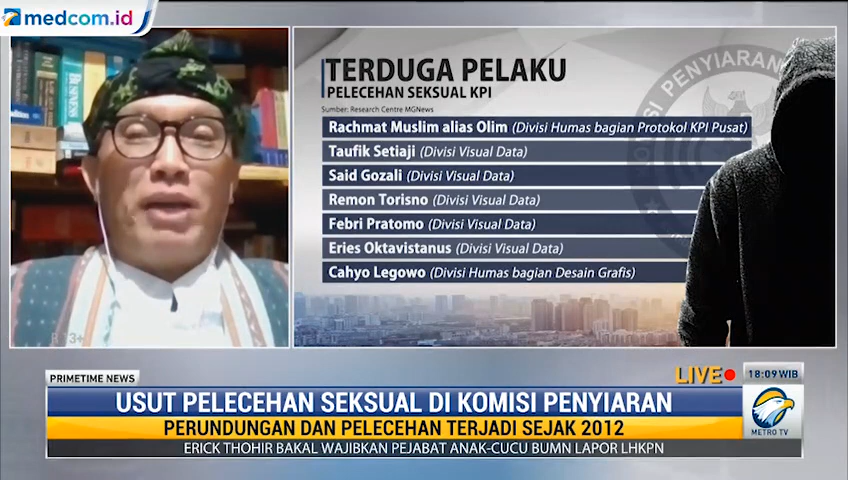 medcom.id
TERDUGA PELAKU
PELECEHAN SEKSUAL KPI
Sumber: Research Centre MGNews
Rachmat Muslim alias Olim (Divisi Humas bagian Protokol KPI Pusat)
Taufik Setiaji (Divisi Visual Data)
Said Gozali (Divisi Visual Data)
Remon Torisno (Divisi Visual Data)
Febri Pratomo (Divisi Visual Data)
Eries Oktavistanus (Divisi Visual Data)
Cahyo Legowo (Divisi Humas bagian Desain Grafis)
PENYIARAN
BUSINESS
R13+
PRIMETIME NEWS
LIVE
18:09 WIB
USUT PELECEHAN SEKSUAL DI KOMISI PENYIARAN
PERUNDUNGAN DAN PELECEHAN TERJADI SEJAK 2012
METRO TV
ERICK THOHIR BAKAL WAJIBKAN PEJABAT ANAK-CUCU BUMN LAPOR LHKPN